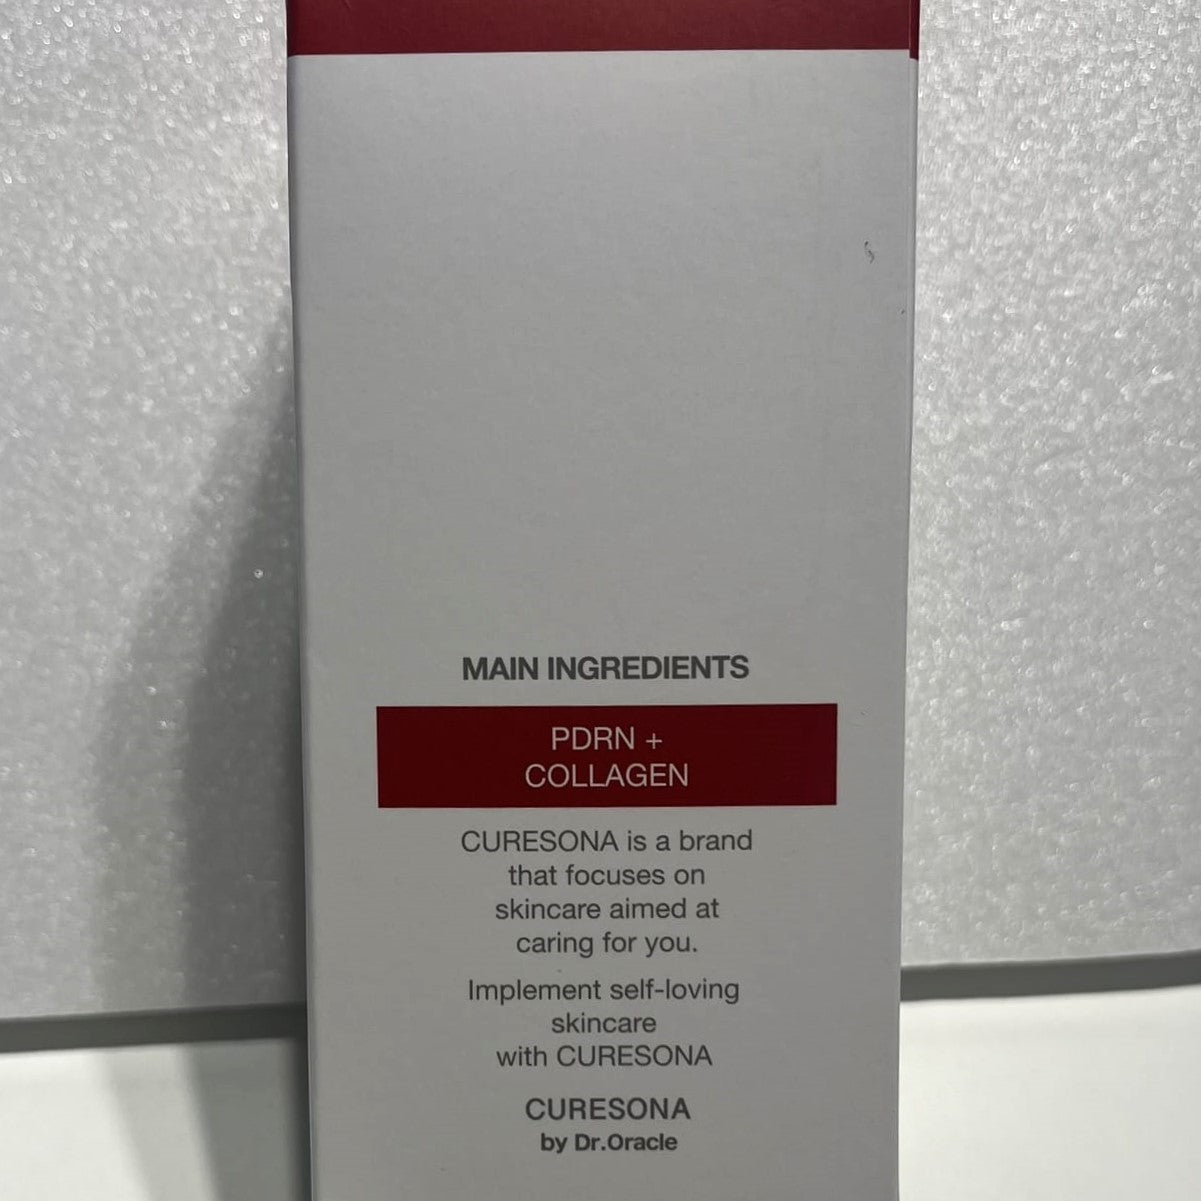 MAIN INGREDIENTS
PDRN +
COLLAGEN
CURESONA is a brand
that focuses on
skincare aimed at
caring for you.
Implement self-loving
skincare
with CURESONA
CURESONA
by Dr.Oracle